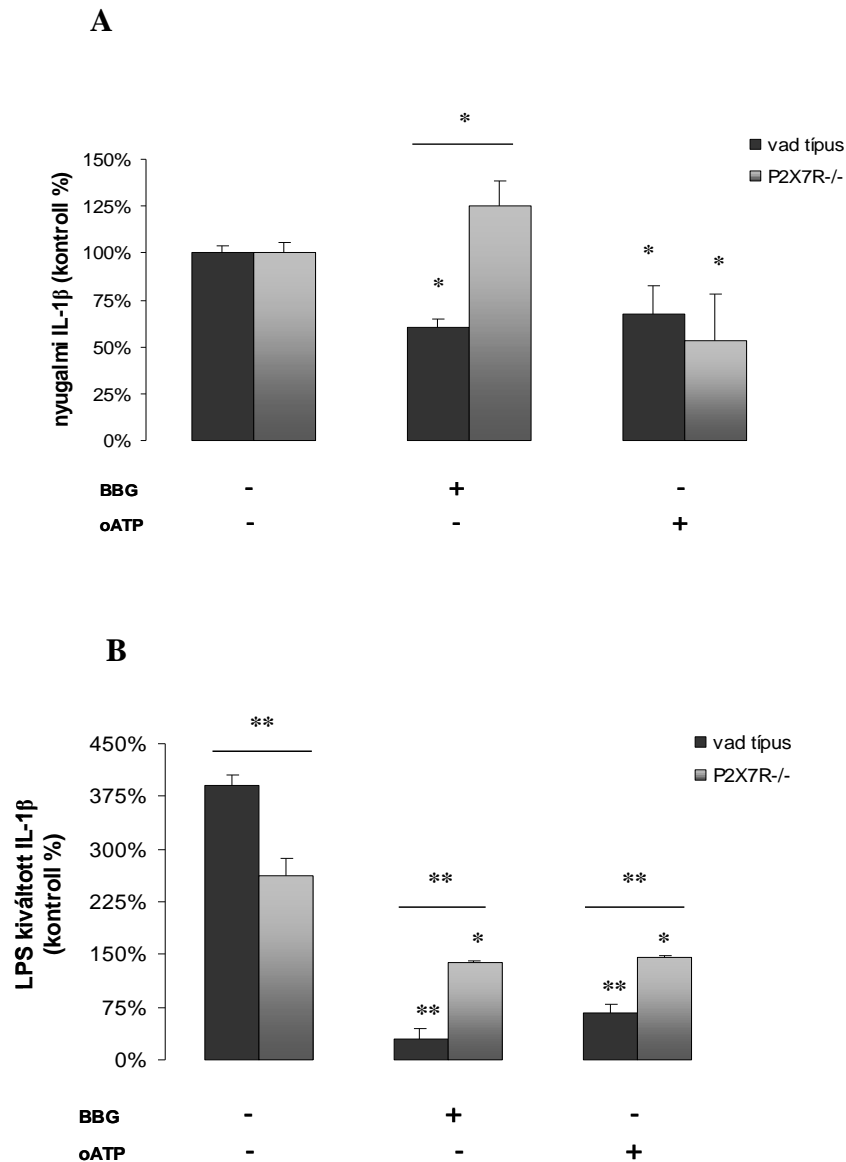 A
*
vad típus
P2X7R-/-
nyugalmi IL-1β (kontroll %)
150%
125%
100%
75%
50%
25%
0%
*
*
*
BBG - + -
oATP - - +
B
**
vad típus
P2X7R-/-
LPS kiváltott IL-1β
(kontroll %)
450%
375%
300%
225%
150%
75%
0%
** **
* *
** **
BBG - + -
oATP - - +